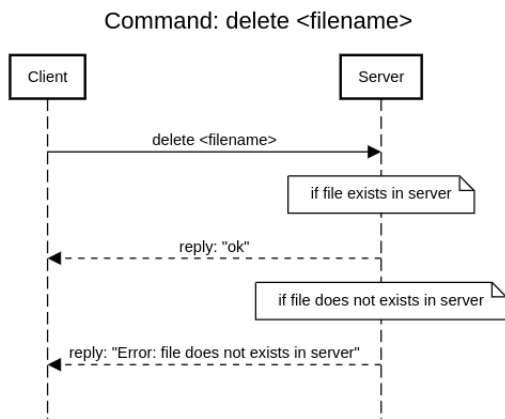 Command: delete <filename>
Client
Server
delete <filename>
if file exists in server
reply: "ok"
if file does not exists in server
reply: "Error: file does not exists in server"